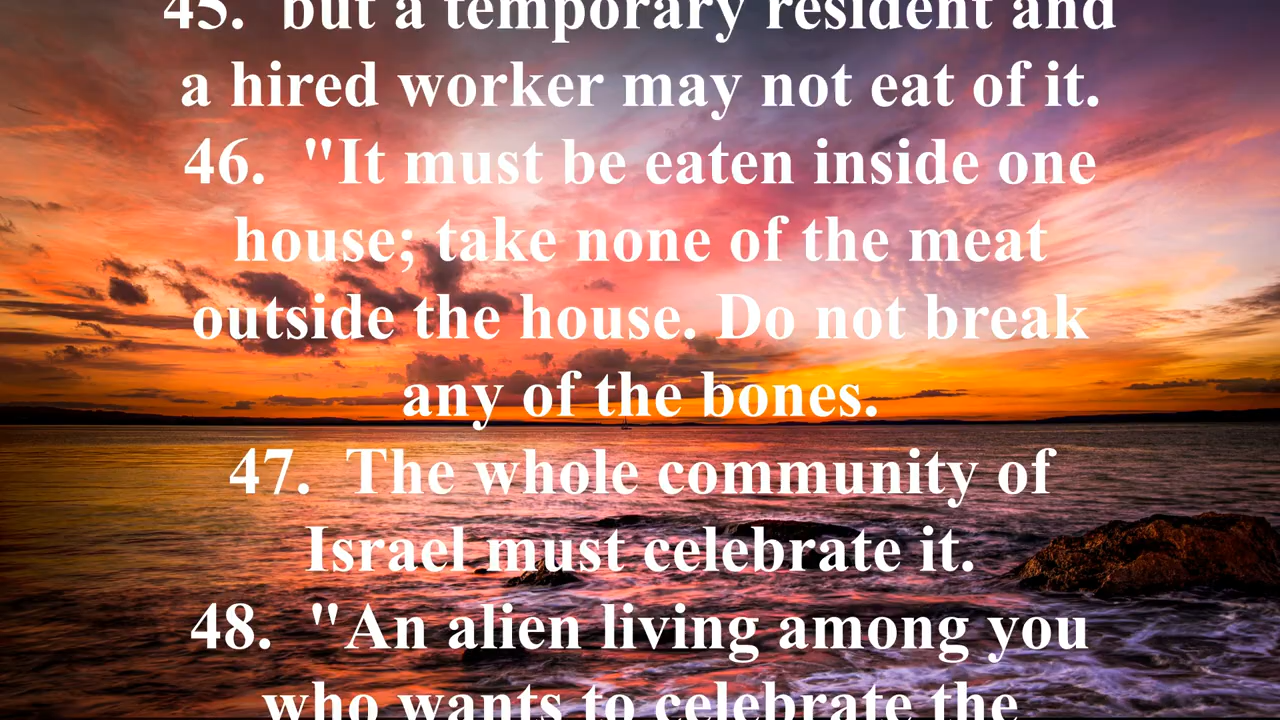 45.  but a temporary resident and
a hired worker may not eat of it.
46.  "It must be eaten inside one
house; take none of the meat
outside the house. Do not break
any of the bones.
47.  The whole community of
Israel must celebrate it.
48.  "An alien living among you
who wants to celebrate the